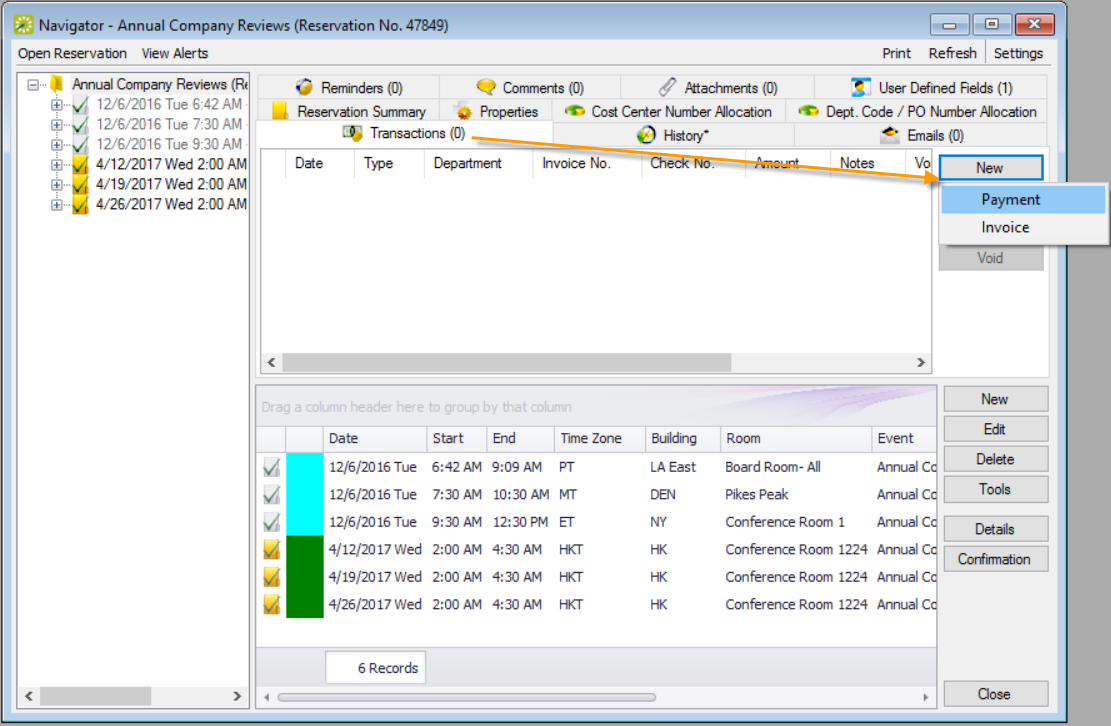 Navigator - Annual Company Reviews (Reservation No. 47849)
Open Reservation View Alerts Print Refresh Settings
Annual Company Reviews (Re
12/6/2016 Tue 6:42 AM -
12/6/2016 Tue 7:30 AM -
12/6/2016 Tue 9:30 AM -
4/12/2017 Wed 2:00 AM
4/19/2017 Wed 2:00 AM
4/26/2017 Wed 2:00 AM
Reminders (0) Comments (0) Attachments (0) User Defined Fields (1)
Reservation Summary Properties Cost Center Number Allocation Dept. Code / PO Number Allocation
Transactions (0) History* Emails (0)
Date Type Department Invoice No. Check No. Amount Notes Vo
New
Payment
Invoice
Void
Drag a column header here to group by that column
Date Start End Time Zone Building Room Event
12/6/2016 Tue 6:42 AM 9:09 AM PT LA East Board Room- All Annual Co
12/6/2016 Tue 7:30 AM 10:30 AM MT DEN Pikes Peak Annual Co
12/6/2016 Tue 9:30 AM 12:30 PM ET NY Conference Room 1 Annual Co
4/12/2017 Wed 2:00 AM 4:30 AM HKT HK Conference Room 1224 Annual Co
4/19/2017 Wed 2:00 AM 4:30 AM HKT HK Conference Room 1224 Annual Co
4/26/2017 Wed 2:00 AM 4:30 AM HKT HK Conference Room 1224 Annual Co
6 Records
New
Edit
Delete
Tools
Details
Confirmation
Close